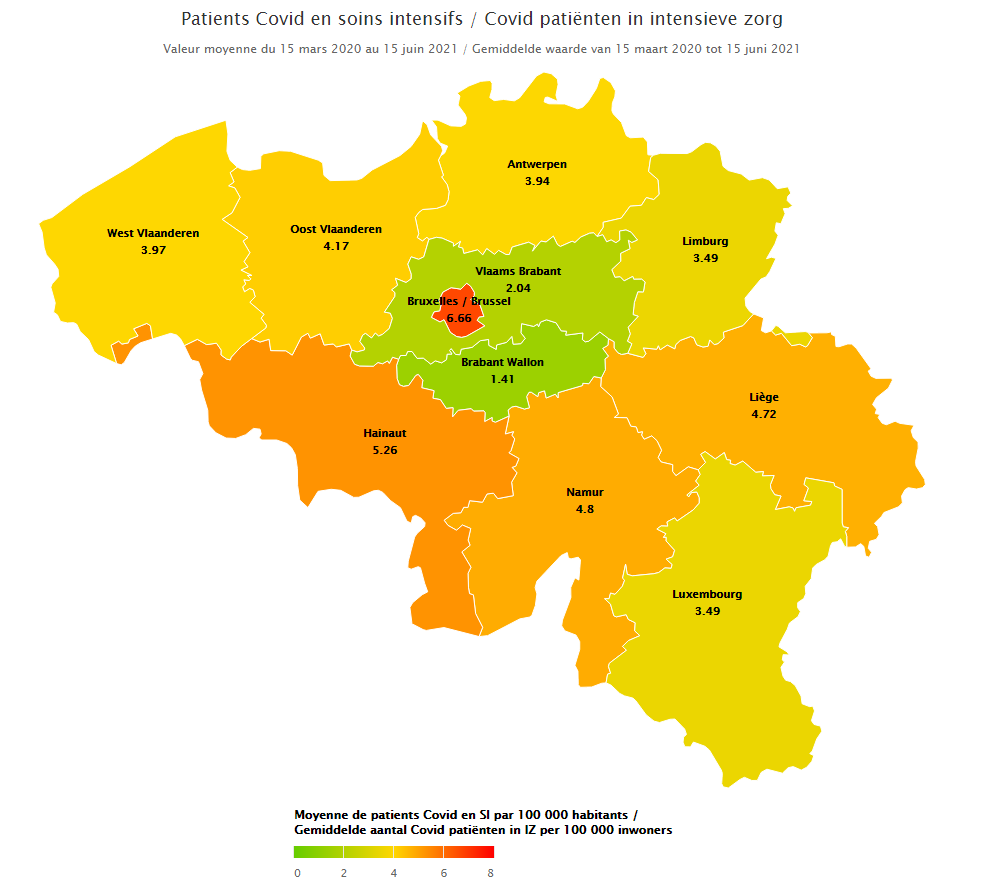 Patients Covid en soins intensifs / Covid patiënten in intensieve zorg
Valeur moyenne du 15 mars 2020 au 15 juin 2021 / Gemiddelde waarde van 15 maart 2020 tot 15 juni 2021
Antwerpen
3.94
West Vlaanderen
3.97
Oost Vlaanderen
4.17
Limburg
3.49
Vlaams Brabant
2.04
Bruxelles / Brussel
6.66
Brabant Wallon
1.41
Liège
4.72
Hainaut
5.26
Namur
4.8
Luxembourg
3.49
Moyenne de patients Covid en SI par 100 000 habitants /
Gemiddelde aantal Covid patiënten in IZ per 100 000 inwoners
0 2 4 6 8